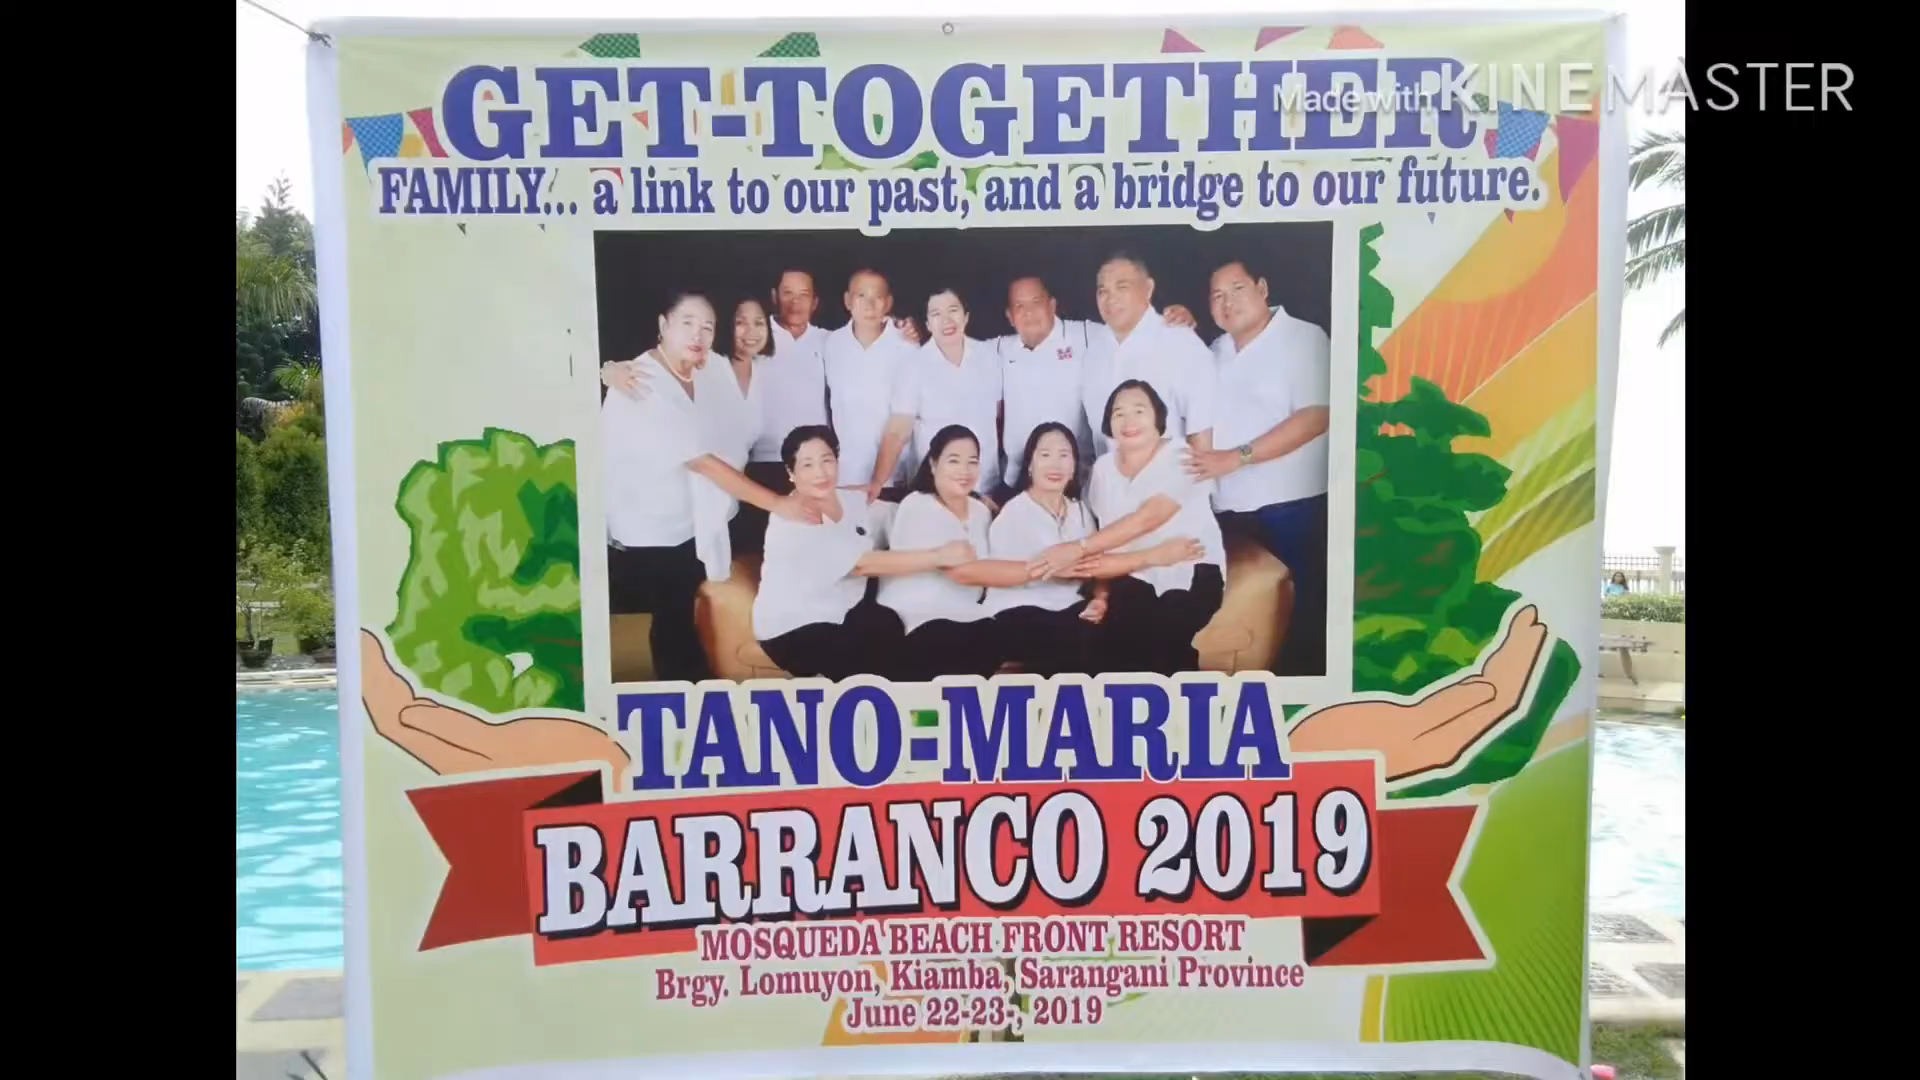 GET-TOGETHER
Made with KINEMASTER
FAMILY... a link to our past, and a bridge to our future.
TANO-MARIA
BARRANCO 2019
MOSQUEDA BEACH FRONT RESORT
Brgy. Lomuyon, Kiamba, Sarangani Province
June 22-23-, 2019